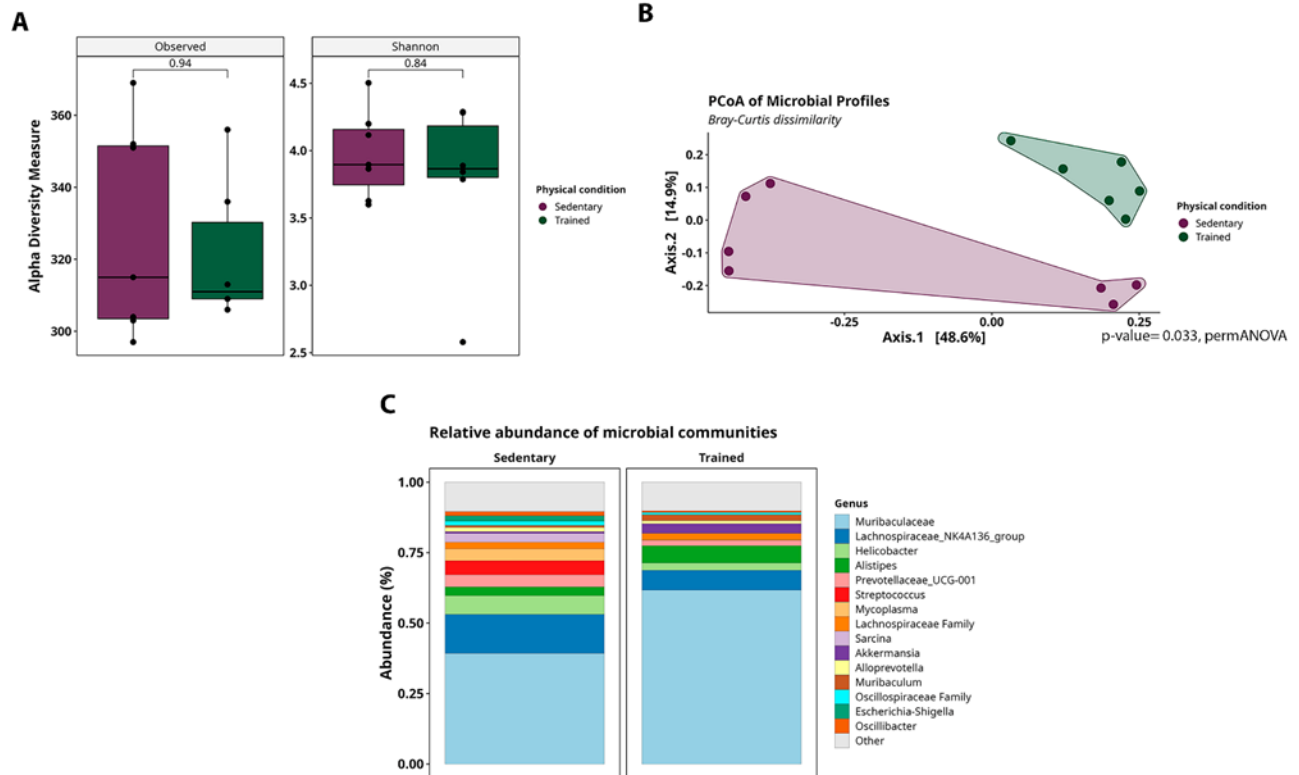 A
Observed
Shannon
0.94
0.84
Alpha Diversity Measure
360
340
320
300
4.5
4.0
3.5
3.0
2.5
Physical condition
Sedentary
Trained
B
PCoA of Microbial Profiles
Bray-Curtis dissimilarity
Axis.2 [14.9%]
0.2
0.1
0.0
-0.1
-0.2
-0.25
0.00
0.25
Axis.1 [48.6%]
p-value= 0.033, permANOVA
Physical condition
Sedentary
Trained
C
Relative abundance of microbial communities
Sedentary
Trained
Abundance (%)
1.00
0.75
0.50
0.25
0.00
Genus
Muribaculaceae
Lachnospiraceae_NK4A136_group
Helicobacter
Alistipes
Prevotellaceae_UCG-001
Streptococcus
Mycoplasma
Lachnospiraceae Family
Sarcina
Akkermansia
Alloprevotella
Muribaculum
Oscillospiraceae Family
Escherichia-Shigella
Oscillibacter
Other